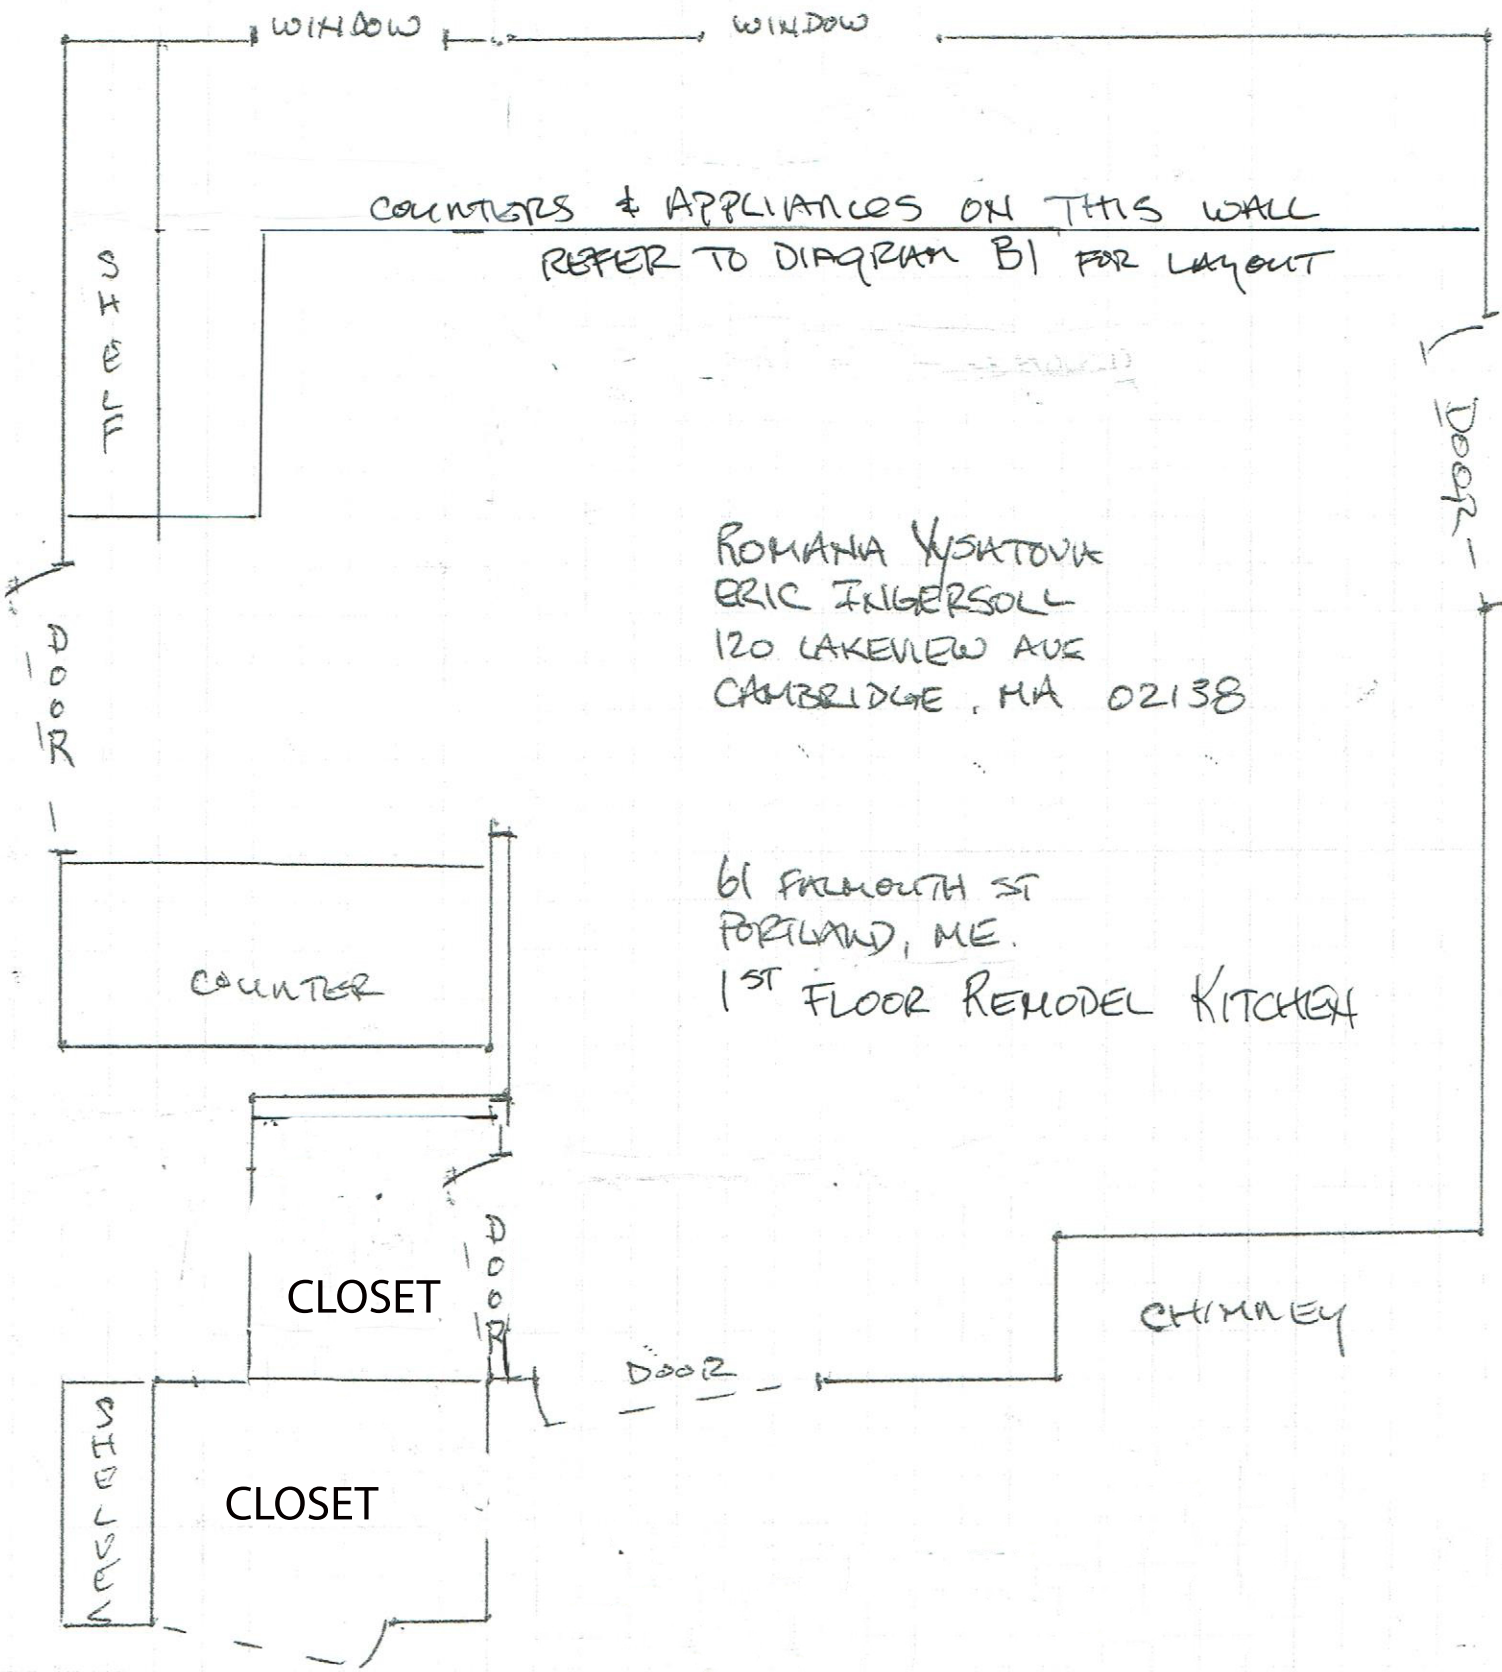 WINDOW
WINDOW
COUNTERS & APPLIANCES ON THIS WALL
REFER TO DIAGRAM B1 FOR LAYOUT
SHELF
DOOR
ROMANA
ERIC INGERSOLL
120 LAKEVIEW AVE
CAMBRIDGE, MA 02138
DOOR
61 FALMOUTH ST
PORTLAND, ME.
1ST FLOOR REMODEL KITCHEN
COUNTER
DOOR
CLOSET
CHIMNEY
DOOR
SHELVES
CLOSET